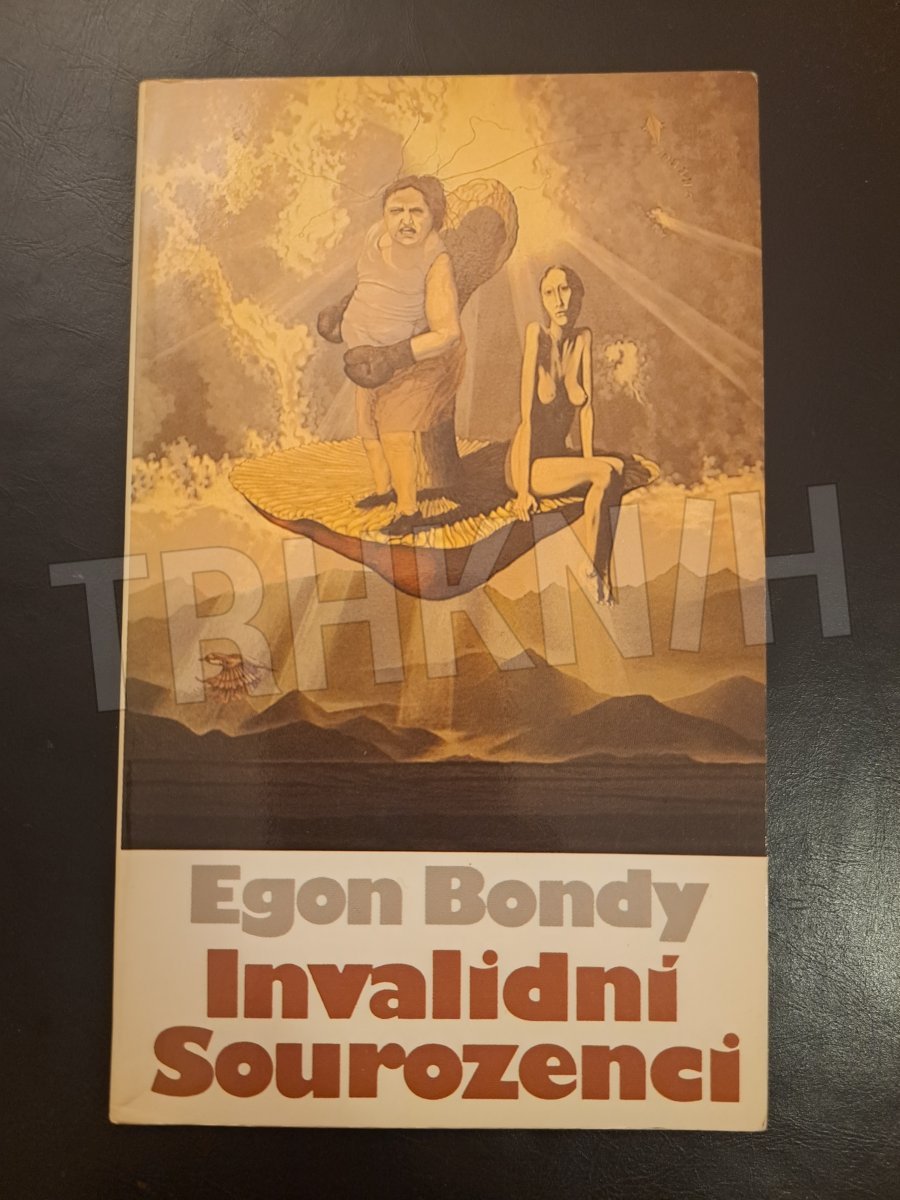 TRHKNIH
Egon Bondy
Invalidní
Sourozenci